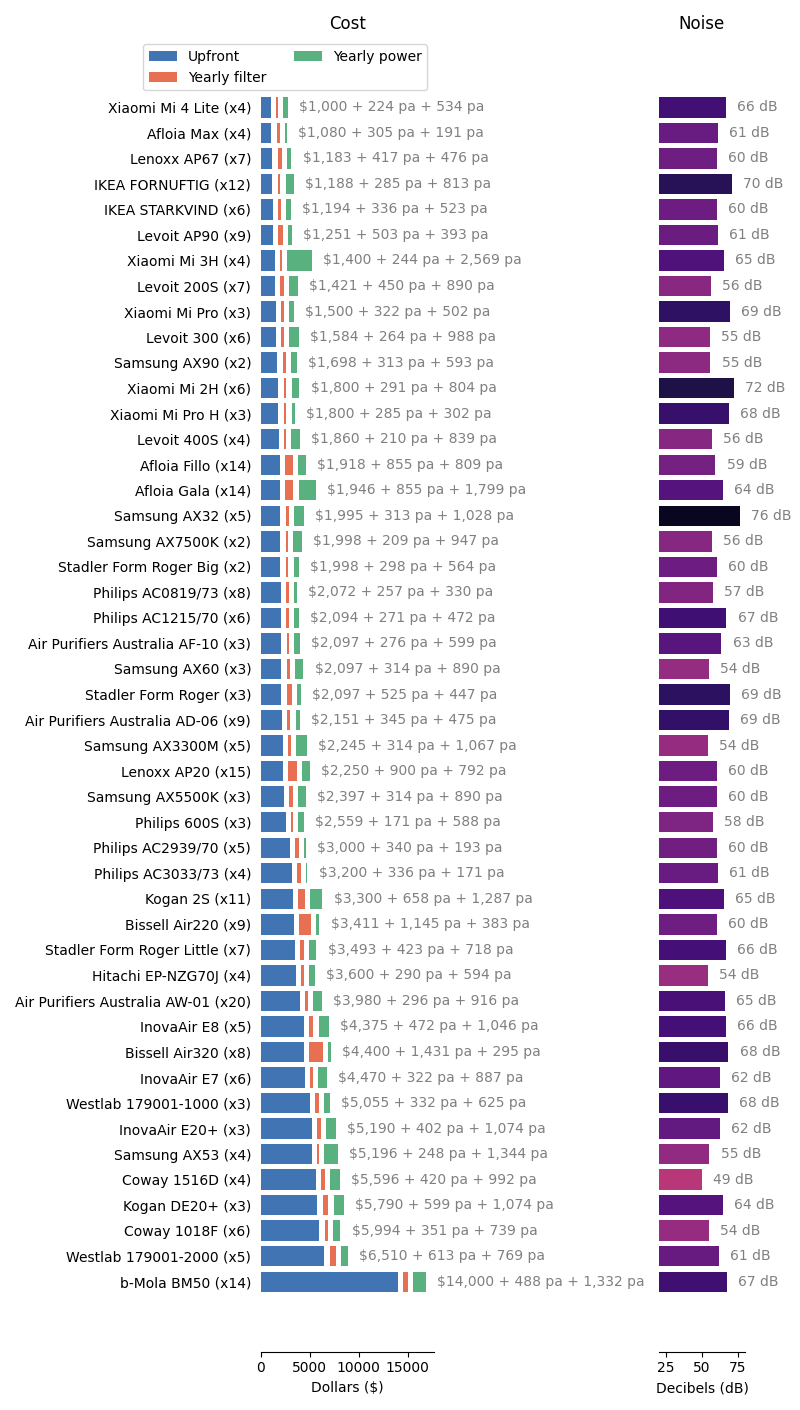 Cost Noise
Upfront Yearly power
Yearly filter
Xiaomi Mi 4 Lite (x4) $1,000 + 224 pa + 534 pa 66 dB
Afloia Max (x4) $1,080 + 305 pa + 191 pa 61 dB
Lenoxx AP67 (x7) $1,183 + 417 pa + 476 pa 60 dB
IKEA FORNUFTIG (x12) $1,188 + 285 pa + 813 pa 70 dB
IKEA STARKVIND (x6) $1,194 + 336 pa + 523 pa 60 dB
Levoit AP90 (x9) $1,251 + 503 pa + 393 pa 61 dB
Xiaomi Mi 3H (x4) $1,400 + 244 pa + 2,569 pa 65 dB
Levoit 200S (x7) $1,421 + 450 pa + 890 pa 56 dB
Xiaomi Mi Pro (x3) $1,500 + 322 pa + 502 pa 69 dB
Levoit 300 (x6) $1,584 + 264 pa + 988 pa 55 dB
Samsung AX90 (x2) $1,698 + 313 pa + 593 pa 55 dB
Xiaomi Mi 2H (x6) $1,800 + 291 pa + 804 pa 72 dB
Xiaomi Mi Pro H (x3) $1,800 + 285 pa + 302 pa 68 dB
Levoit 400S (x4) $1,860 + 210 pa + 839 pa 56 dB
Afloia Fillo (x14) $1,918 + 855 pa + 809 pa 59 dB
Afloia Gala (x14) $1,946 + 855 pa + 1,799 pa 64 dB
Samsung AX32 (x5) $1,995 + 313 pa + 1,028 pa 76 dB
Samsung AX7500K (x2) $1,998 + 209 pa + 947 pa 56 dB
Stadler Form Roger Big (x2) $1,998 + 298 pa + 564 pa 60 dB
Philips AC0819/73 (x8) $2,072 + 257 pa + 330 pa 57 dB
Philips AC1215/70 (x6) $2,094 + 271 pa + 472 pa 67 dB
Air Purifiers Australia AF-10 (x3) $2,097 + 276 pa + 599 pa 63 dB
Samsung AX60 (x3) $2,097 + 314 pa + 890 pa 54 dB
Stadler Form Roger (x3) $2,097 + 525 pa + 447 pa 69 dB
Air Purifiers Australia AD-06 (x9) $2,151 + 345 pa + 475 pa 69 dB
Samsung AX3300M (x5) $2,245 + 314 pa + 1,067 pa 54 dB
Lenoxx AP20 (x15) $2,250 + 900 pa + 792 pa 60 dB
Samsung AX5500K (x3) $2,397 + 314 pa + 890 pa 60 dB
Philips 600S (x3) $2,559 + 171 pa + 588 pa 58 dB
Philips AC2939/70 (x5) $3,000 + 340 pa + 193 pa 60 dB
Philips AC3033/73 (x4) $3,200 + 336 pa + 171 pa 61 dB
Kogan 2S (x11) $3,300 + 658 pa + 1,287 pa 65 dB
Bissell Air220 (x9) $3,411 + 1,145 pa + 383 pa 60 dB
Stadler Form Roger Little (x7) $3,493 + 423 pa + 718 pa 66 dB
Hitachi EP-NZG70J (x4) $3,600 + 290 pa + 594 pa 54 dB
Air Purifiers Australia AW-01 (x20) $3,980 + 296 pa + 916 pa 65 dB
InovaAir E8 (x5) $4,375 + 472 pa + 1,046 pa 66 dB
Bissell Air320 (x8) $4,400 + 1,431 pa + 295 pa 68 dB
InovaAir E7 (x6) $4,470 + 322 pa + 887 pa 62 dB
Westlab 179001-1000 (x3) $5,055 + 332 pa + 625 pa 68 dB
InovaAir E20+ (x3) $5,190 + 402 pa + 1,074 pa 62 dB
Samsung AX53 (x4) $5,196 + 248 pa + 1,344 pa 55 dB
Coway 1516D (x4) $5,596 + 420 pa + 992 pa 49 dB
Kogan DE20+ (x3) $5,790 + 599 pa + 1,074 pa 64 dB
Coway 1018F (x6) $5,994 + 351 pa + 739 pa 54 dB
Westlab 179001-2000 (x5) $6,510 + 613 pa + 769 pa 61 dB
b-Mola BM50 (x14) $14,000 + 488 pa + 1,332 pa 67 dB
0 5000 10000 15000 25 50 75
Dollars ($) Decibels (dB)